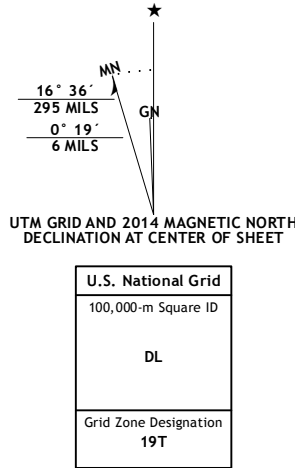 ★
MN
16° 36´
295 MILS
GN
0° 19´
6 MILS
UTM GRID AND 2014 MAGNETIC NORTH
DECLINATION AT CENTER OF SHEET
U.S. National Grid
100,000-m Square ID
DL
Grid Zone Designation
19T